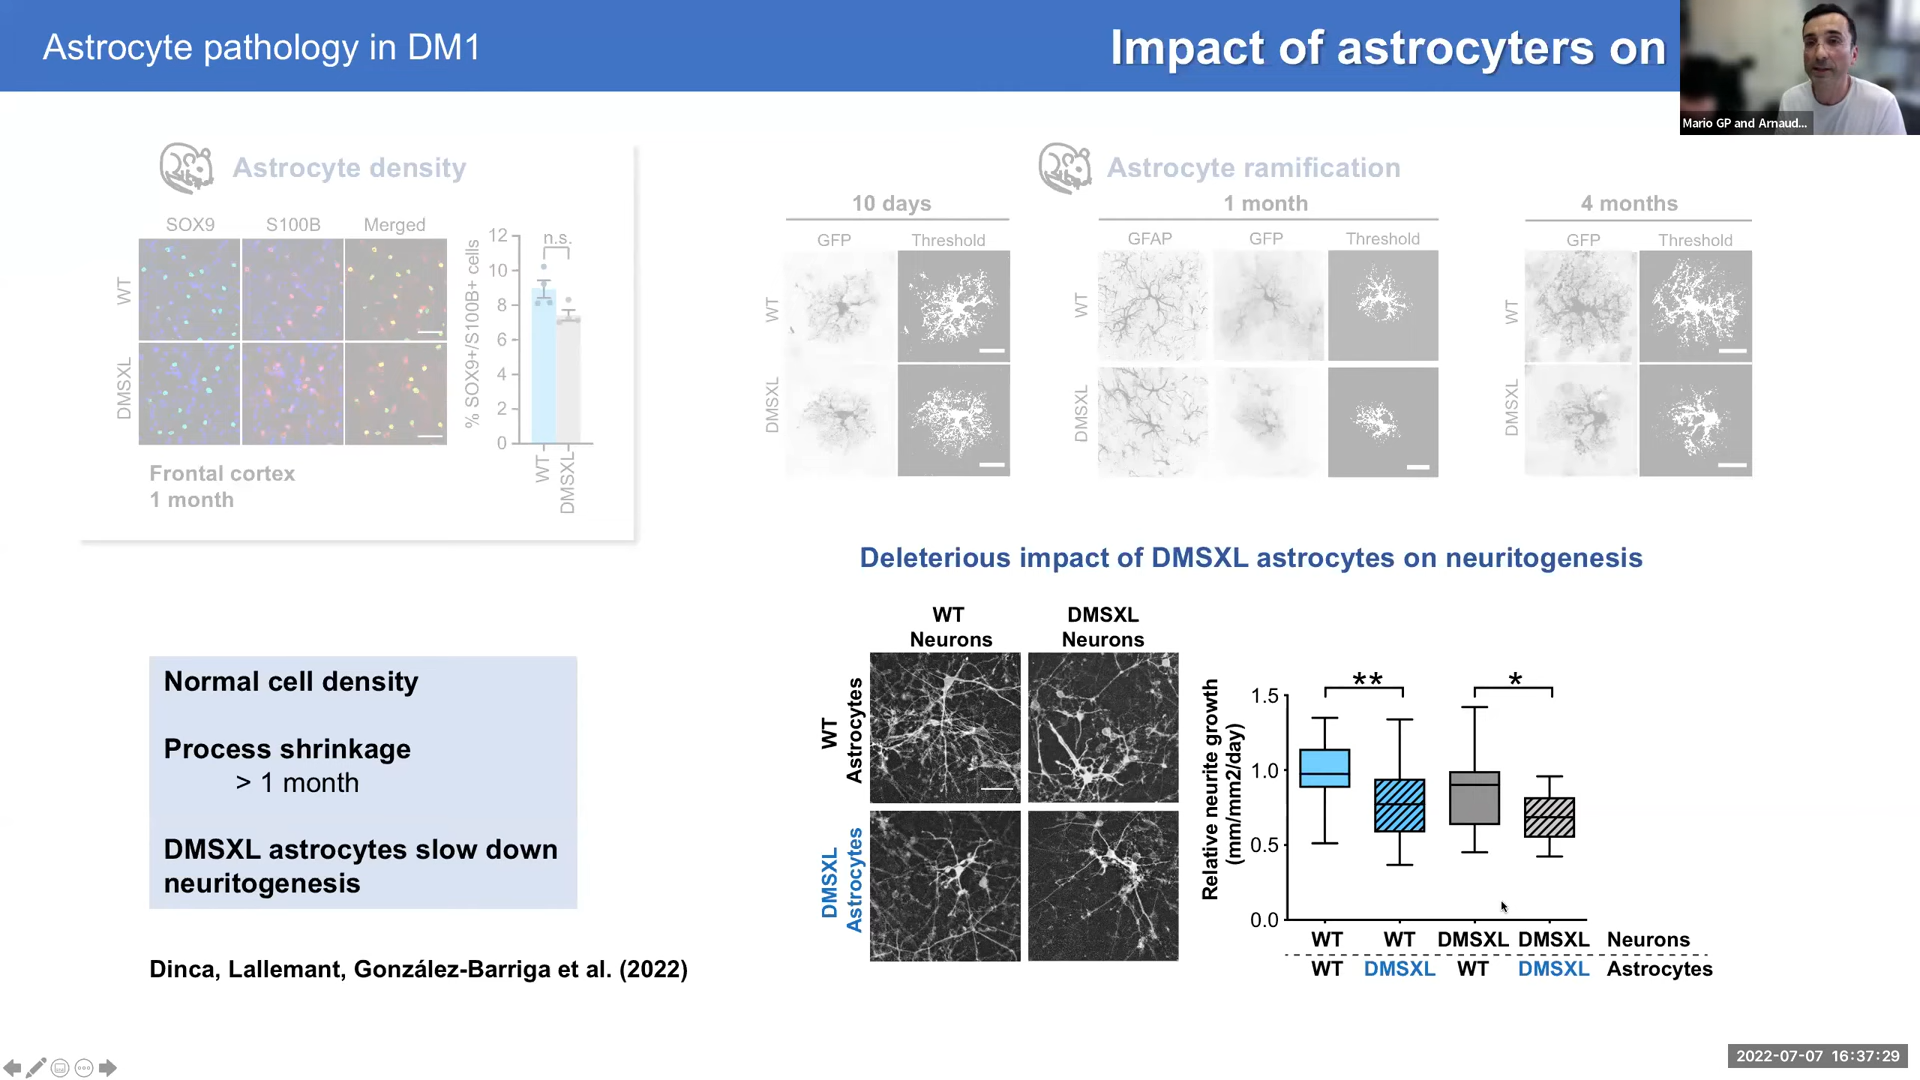 Astrocyte pathology in DM1
Impact of astrocyters on
Mario GP and Arnaud...
Astrocyte density
SOX9 S100B Merged
WT
DMSXL
Frontal cortex
1 month
% SOX9+/S100B+ cells
12
10
8
6
4
2
0
n.s.
WT
DMSXL
Astrocyte ramification
10 days
GFP Threshold
WT
DMSXL
1 month
GFAP GFP Threshold
WT
DMSXL
4 months
GFP Threshold
WT
DMSXL
Deleterious impact of DMSXL astrocytes on neuritogenesis
WT
Neurons
DMSXL
Neurons
WT
Astrocytes
DMSXL
Astrocytes
Relative neurite growth
(mm/mm2/day)
1.5
1.0
0.5
0.0
**
*
WT WT DMSXL DMSXL Neurons
WT DMSXL WT DMSXL Astrocytes
Normal cell density
Process shrinkage
> 1 month
DMSXL astrocytes slow down
neuritogenesis
Dinca, Lallemant, González-Barriga et al. (2022)
2022-07-07 16:37:29